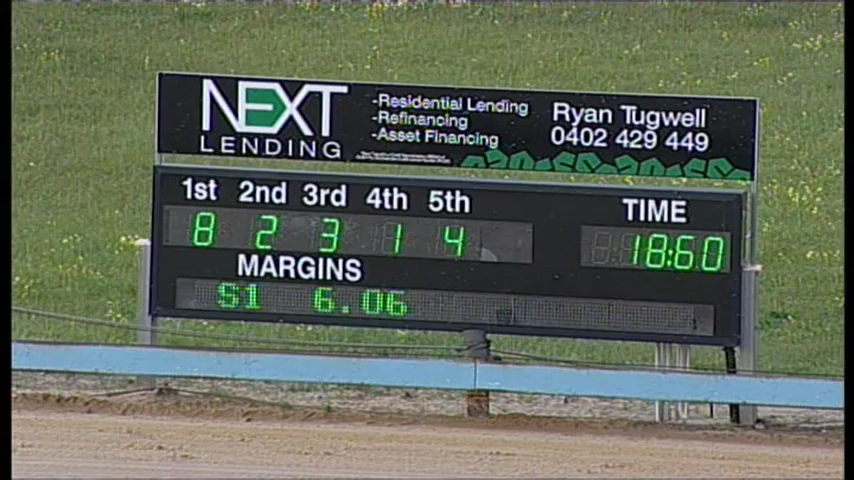 NEXT
LENDING
-Residential Lending
-Refinancing
-Asset Financing
Ryan Tugwell
0402 429 449
1st 2nd 3rd 4th 5th TIME
8 2 3 1 4 18:60
MARGINS
S1 6.06